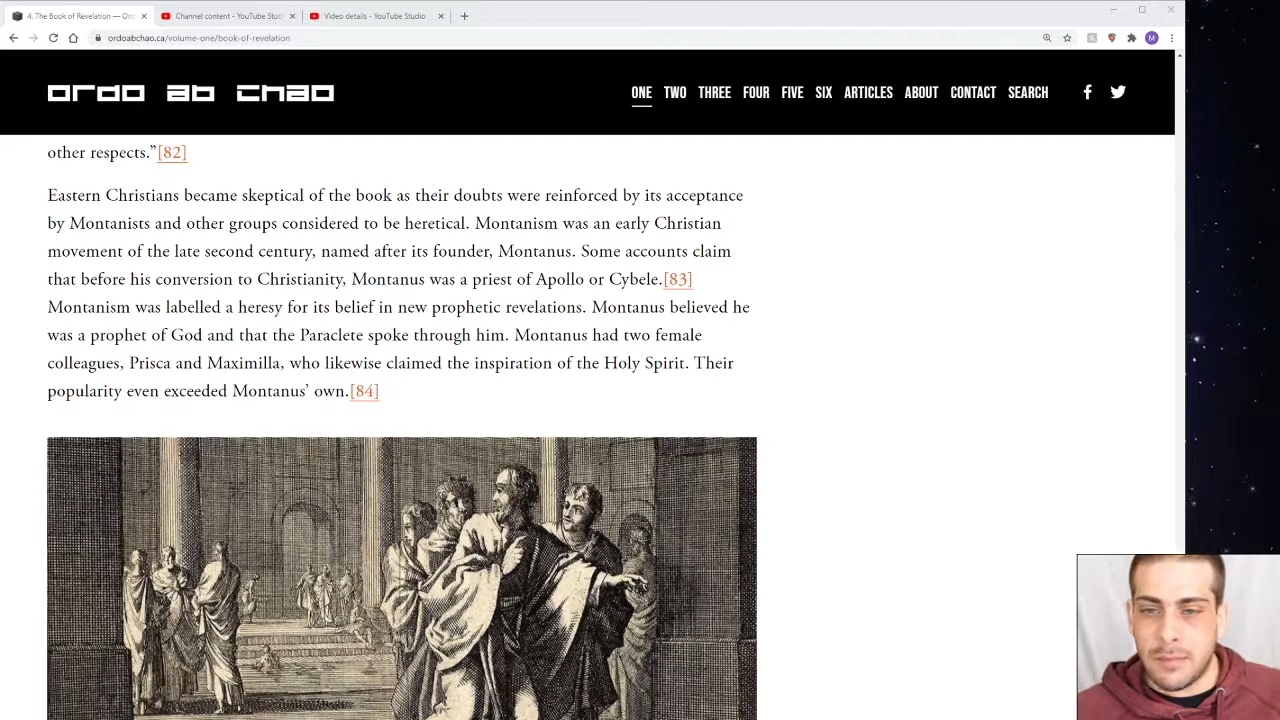 4. The Book of Revelation — Ord
Channel content - YouTube Stud
Video details - YouTube Studio
ordoabchao.ca/volume-one/book-of-revelation
M
ordo ab chao
ONE TWO THREE FOUR FIVE SIX ARTICLES ABOUT CONTACT SEARCH
other respects.”[82]
Eastern Christians became skeptical of the book as their doubts were reinforced by its acceptance
by Montanists and other groups considered to be heretical. Montanism was an early Christian
movement of the late second century, named after its founder, Montanus. Some accounts claim
that before his conversion to Christianity, Montanus was a priest of Apollo or Cybele.[83]
Montanism was labelled a heresy for its belief in new prophetic revelations. Montanus believed he
was a prophet of God and that the Paraclete spoke through him. Montanus had two female
colleagues, Prisca and Maximilla, who likewise claimed the inspiration of the Holy Spirit. Their
popularity even exceeded Montanus’ own.[84]